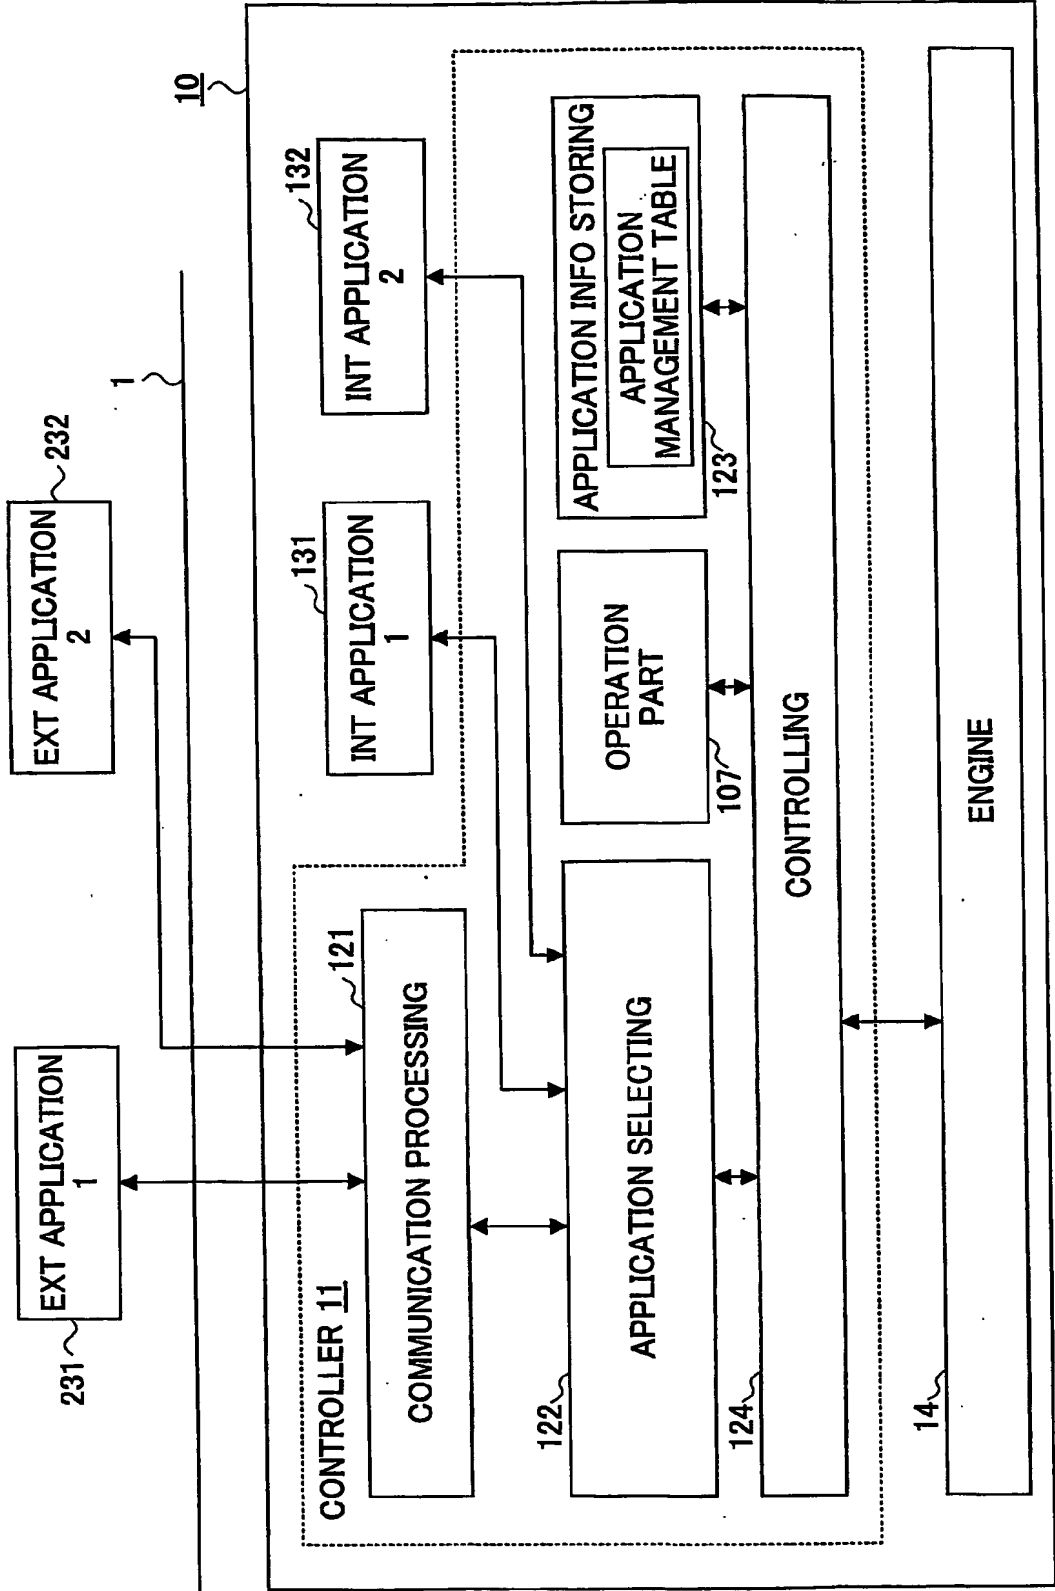 231
EXT APPLICATION
1
EXT APPLICATION
2
232
1
10
CONTROLLER 11
COMMUNICATION PROCESSING
121
INT APPLICATION
1
131
INT APPLICATION
2
132
122
APPLICATION SELECTING
OPERATION
PART
107
APPLICATION INFO STORING
APPLICATION
MANAGEMENT TABLE
123
124
CONTROLLING
14
ENGINE